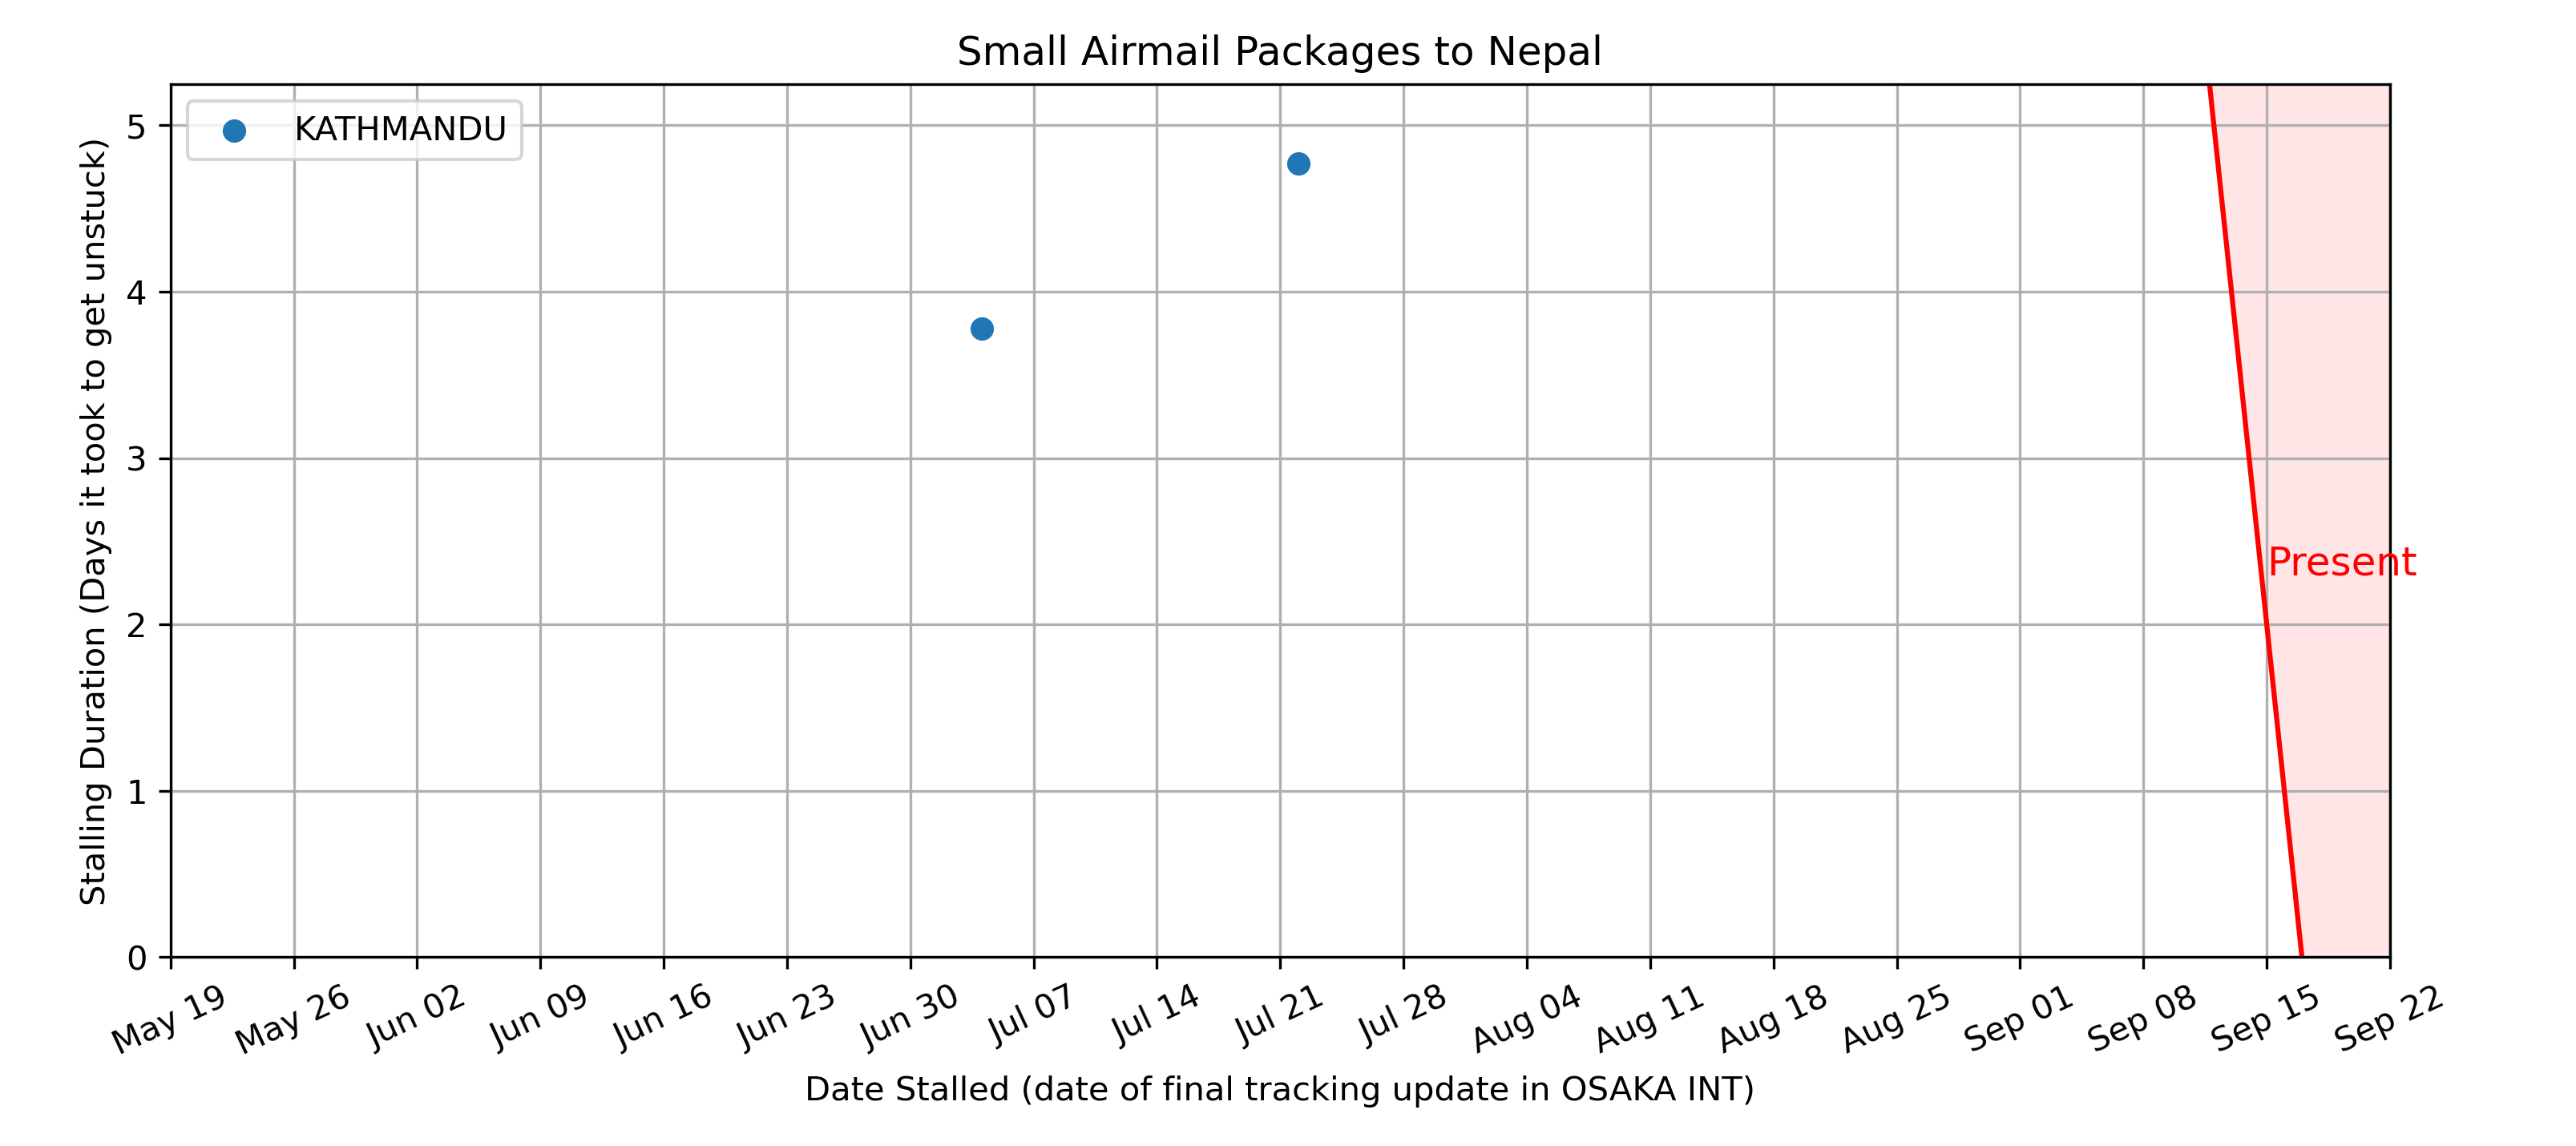 Small Airmail Packages to Nepal
KATHMANDU
Stalling Duration (Days it took to get unstuck)
5
4
3
2
1
0
Present
May 19
May 26
Jun 02
Jun 09
Jun 16
Jun 23
Jun 30
Jul 07
Jul 14
Jul 21
Jul 28
Aug 04
Aug 11
Aug 18
Aug 25
Sep 01
Sep 08
Sep 15
Sep 22
Date Stalled (date of final tracking update in OSAKA INT)